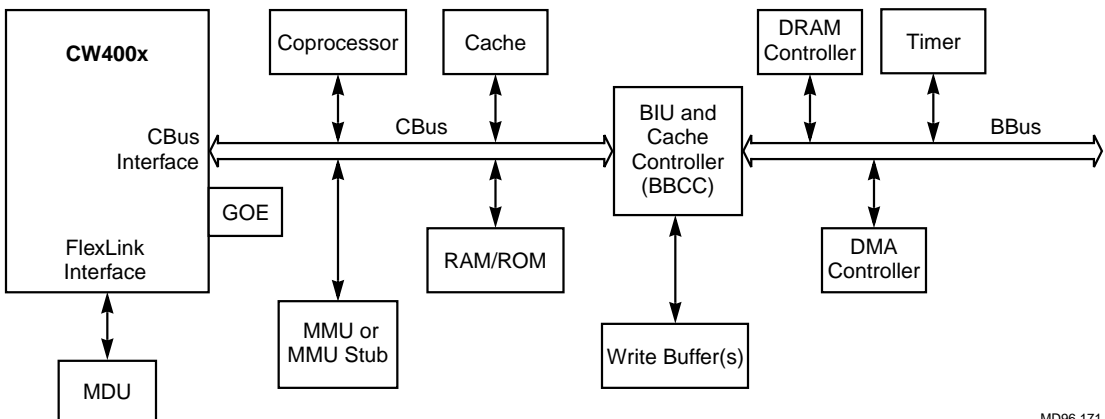 CW400x
CBus
Interface
GOE
FlexLink
Interface
MDU
Coprocessor
Cache
CBus
MMU or
MMU Stub
RAM/ROM
BIU and
Cache
Controller
(BBCC)
Write Buffer(s)
DRAM
Controller
Timer
BBus
DMA
Controller
MD96.171